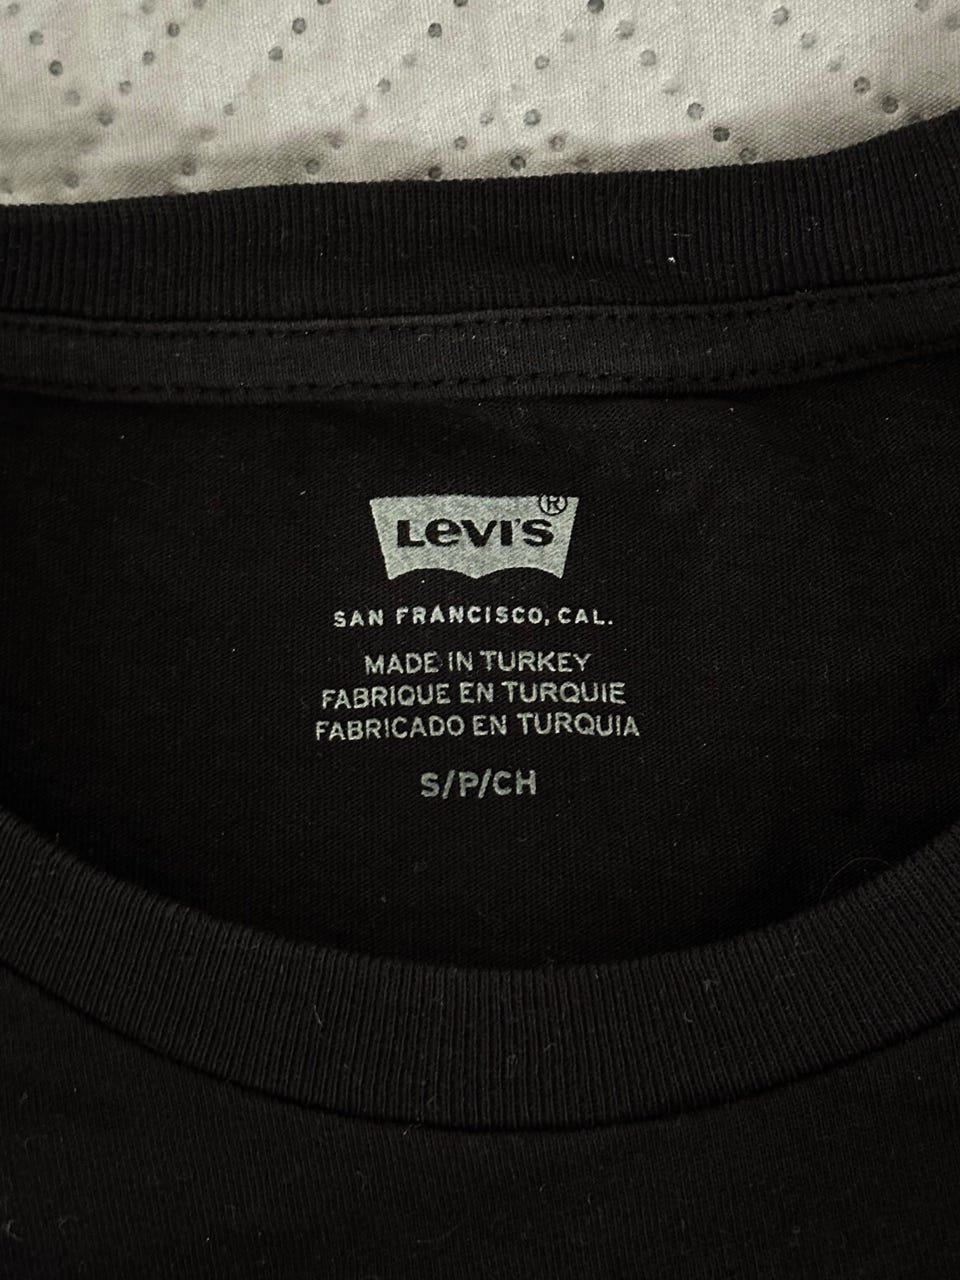 Levi's®
SAN FRANCISCO, CAL.
MADE IN TURKEY
FABRIQUE EN TURQUIE
FABRICADO EN TURQUIA
S/P/CH